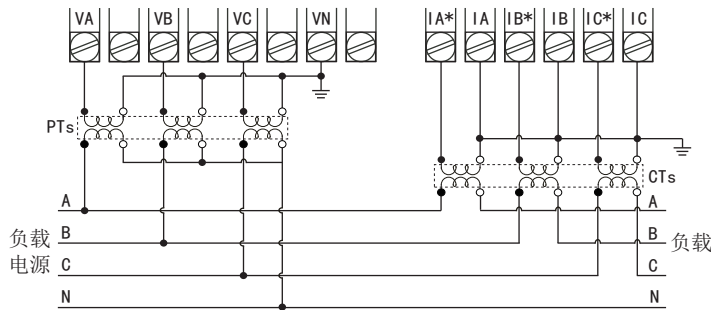 VA VB VC VN IA* IA IB* IB IC* IC
PTs
CTs
A A
负载 B B 负载
电源 C C
N N